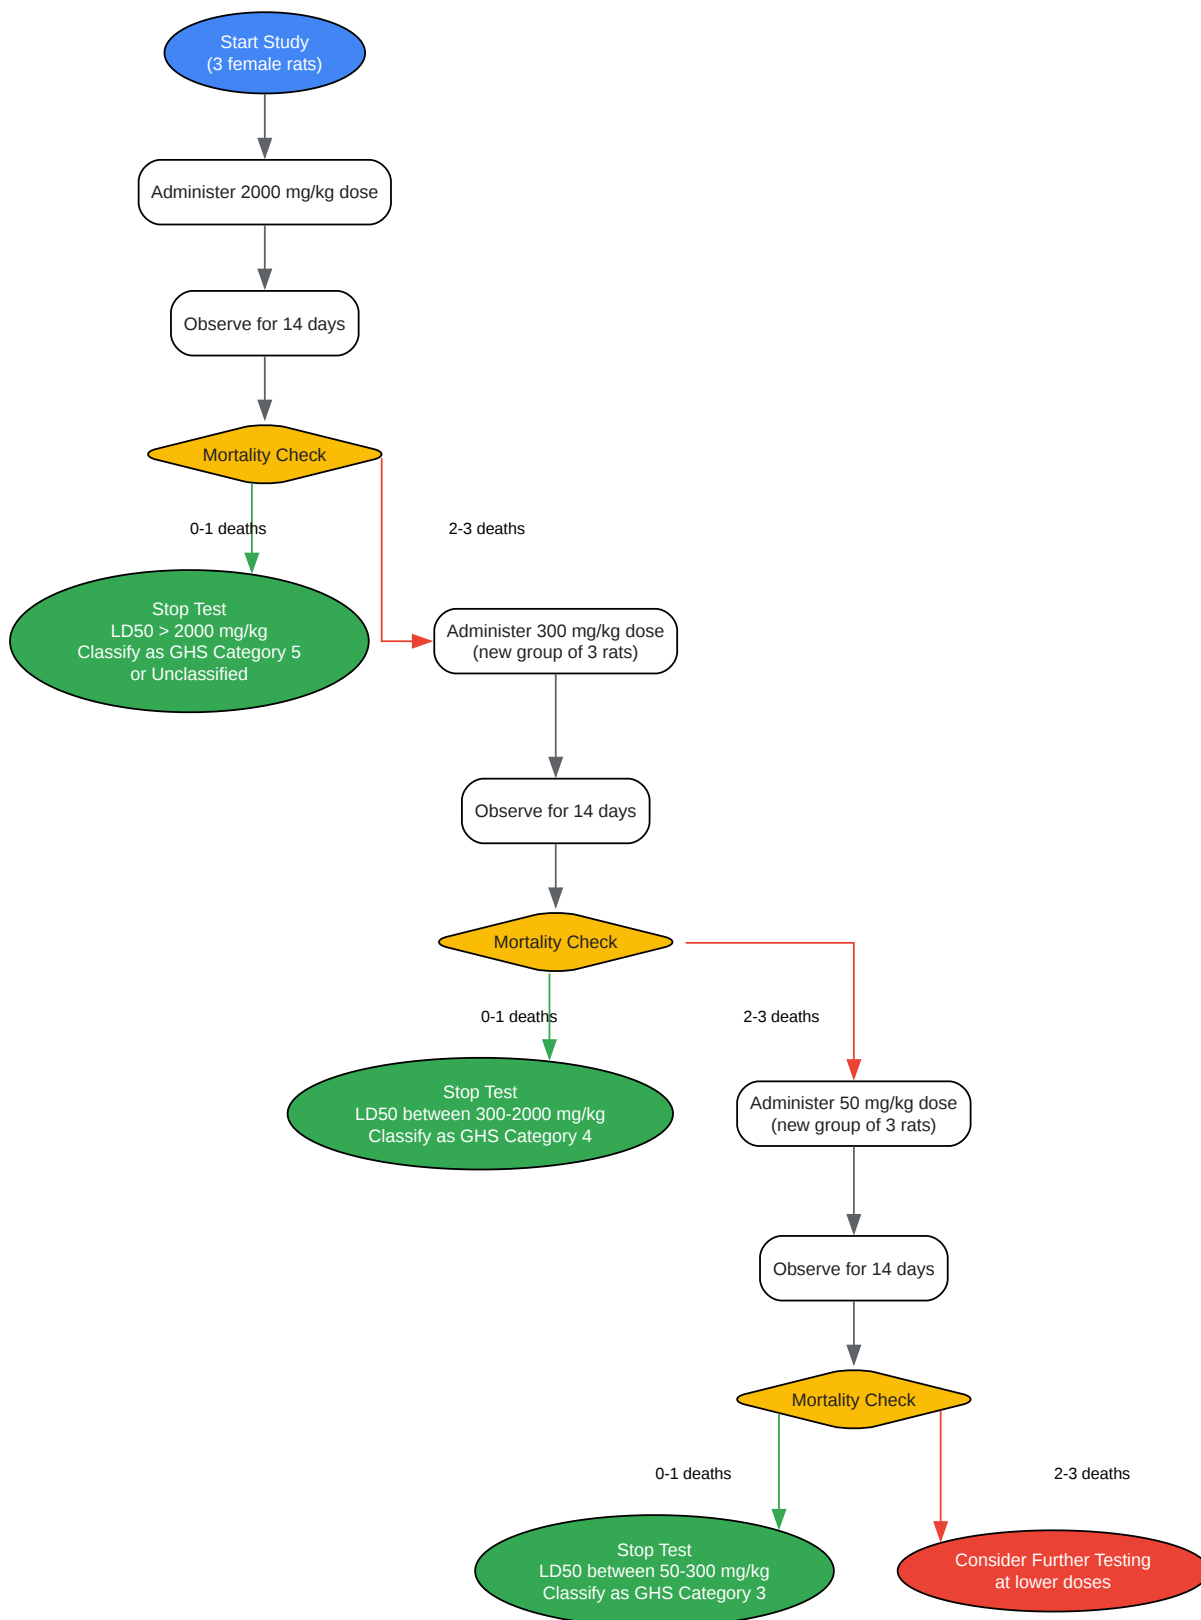 Start Study
(3 female rats)
Administer 2000 mg/kg dose
Observe for 14 days
Mortality Check
0-1 deaths
2-3 deaths
Stop Test
LD50 > 2000 mg/kg
Classify as GHS Category 5
or Unclassified
Administer 300 mg/kg dose
(new group of 3 rats)
Observe for 14 days
Mortality Check
0-1 deaths
2-3 deaths
Stop Test
LD50 between 300-2000 mg/kg
Classify as GHS Category 4
Administer 50 mg/kg dose
(new group of 3 rats)
Observe for 14 days
Mortality Check
0-1 deaths
2-3 deaths
Stop Test
LD50 between 50-300 mg/kg
Classify as GHS Category 3
Consider Further Testing
at lower doses